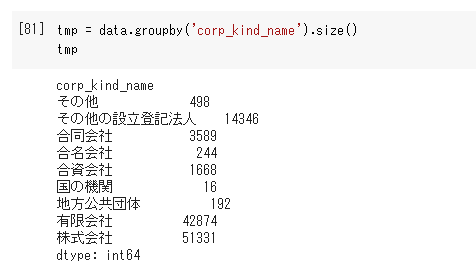 [81] tmp = data.groupby('corp_kind_name').size()
tmp
corp_kind_name
その他 498
その他の設立登記法人 14346
合同会社 3589
合名会社 244
合資会社 1668
国の機関 16
地方公共団体 192
有限会社 42874
株式会社 51331
dtype: int64